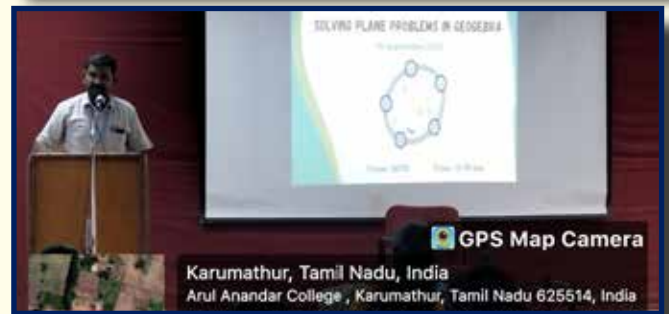 SOLVING PLANE PROBLEMS IN GEOGEBRA
GPS Map Camera
Karumathur, Tamil Nadu, India
Arul Anandar College , Karumathur, Tamil Nadu 625514, India